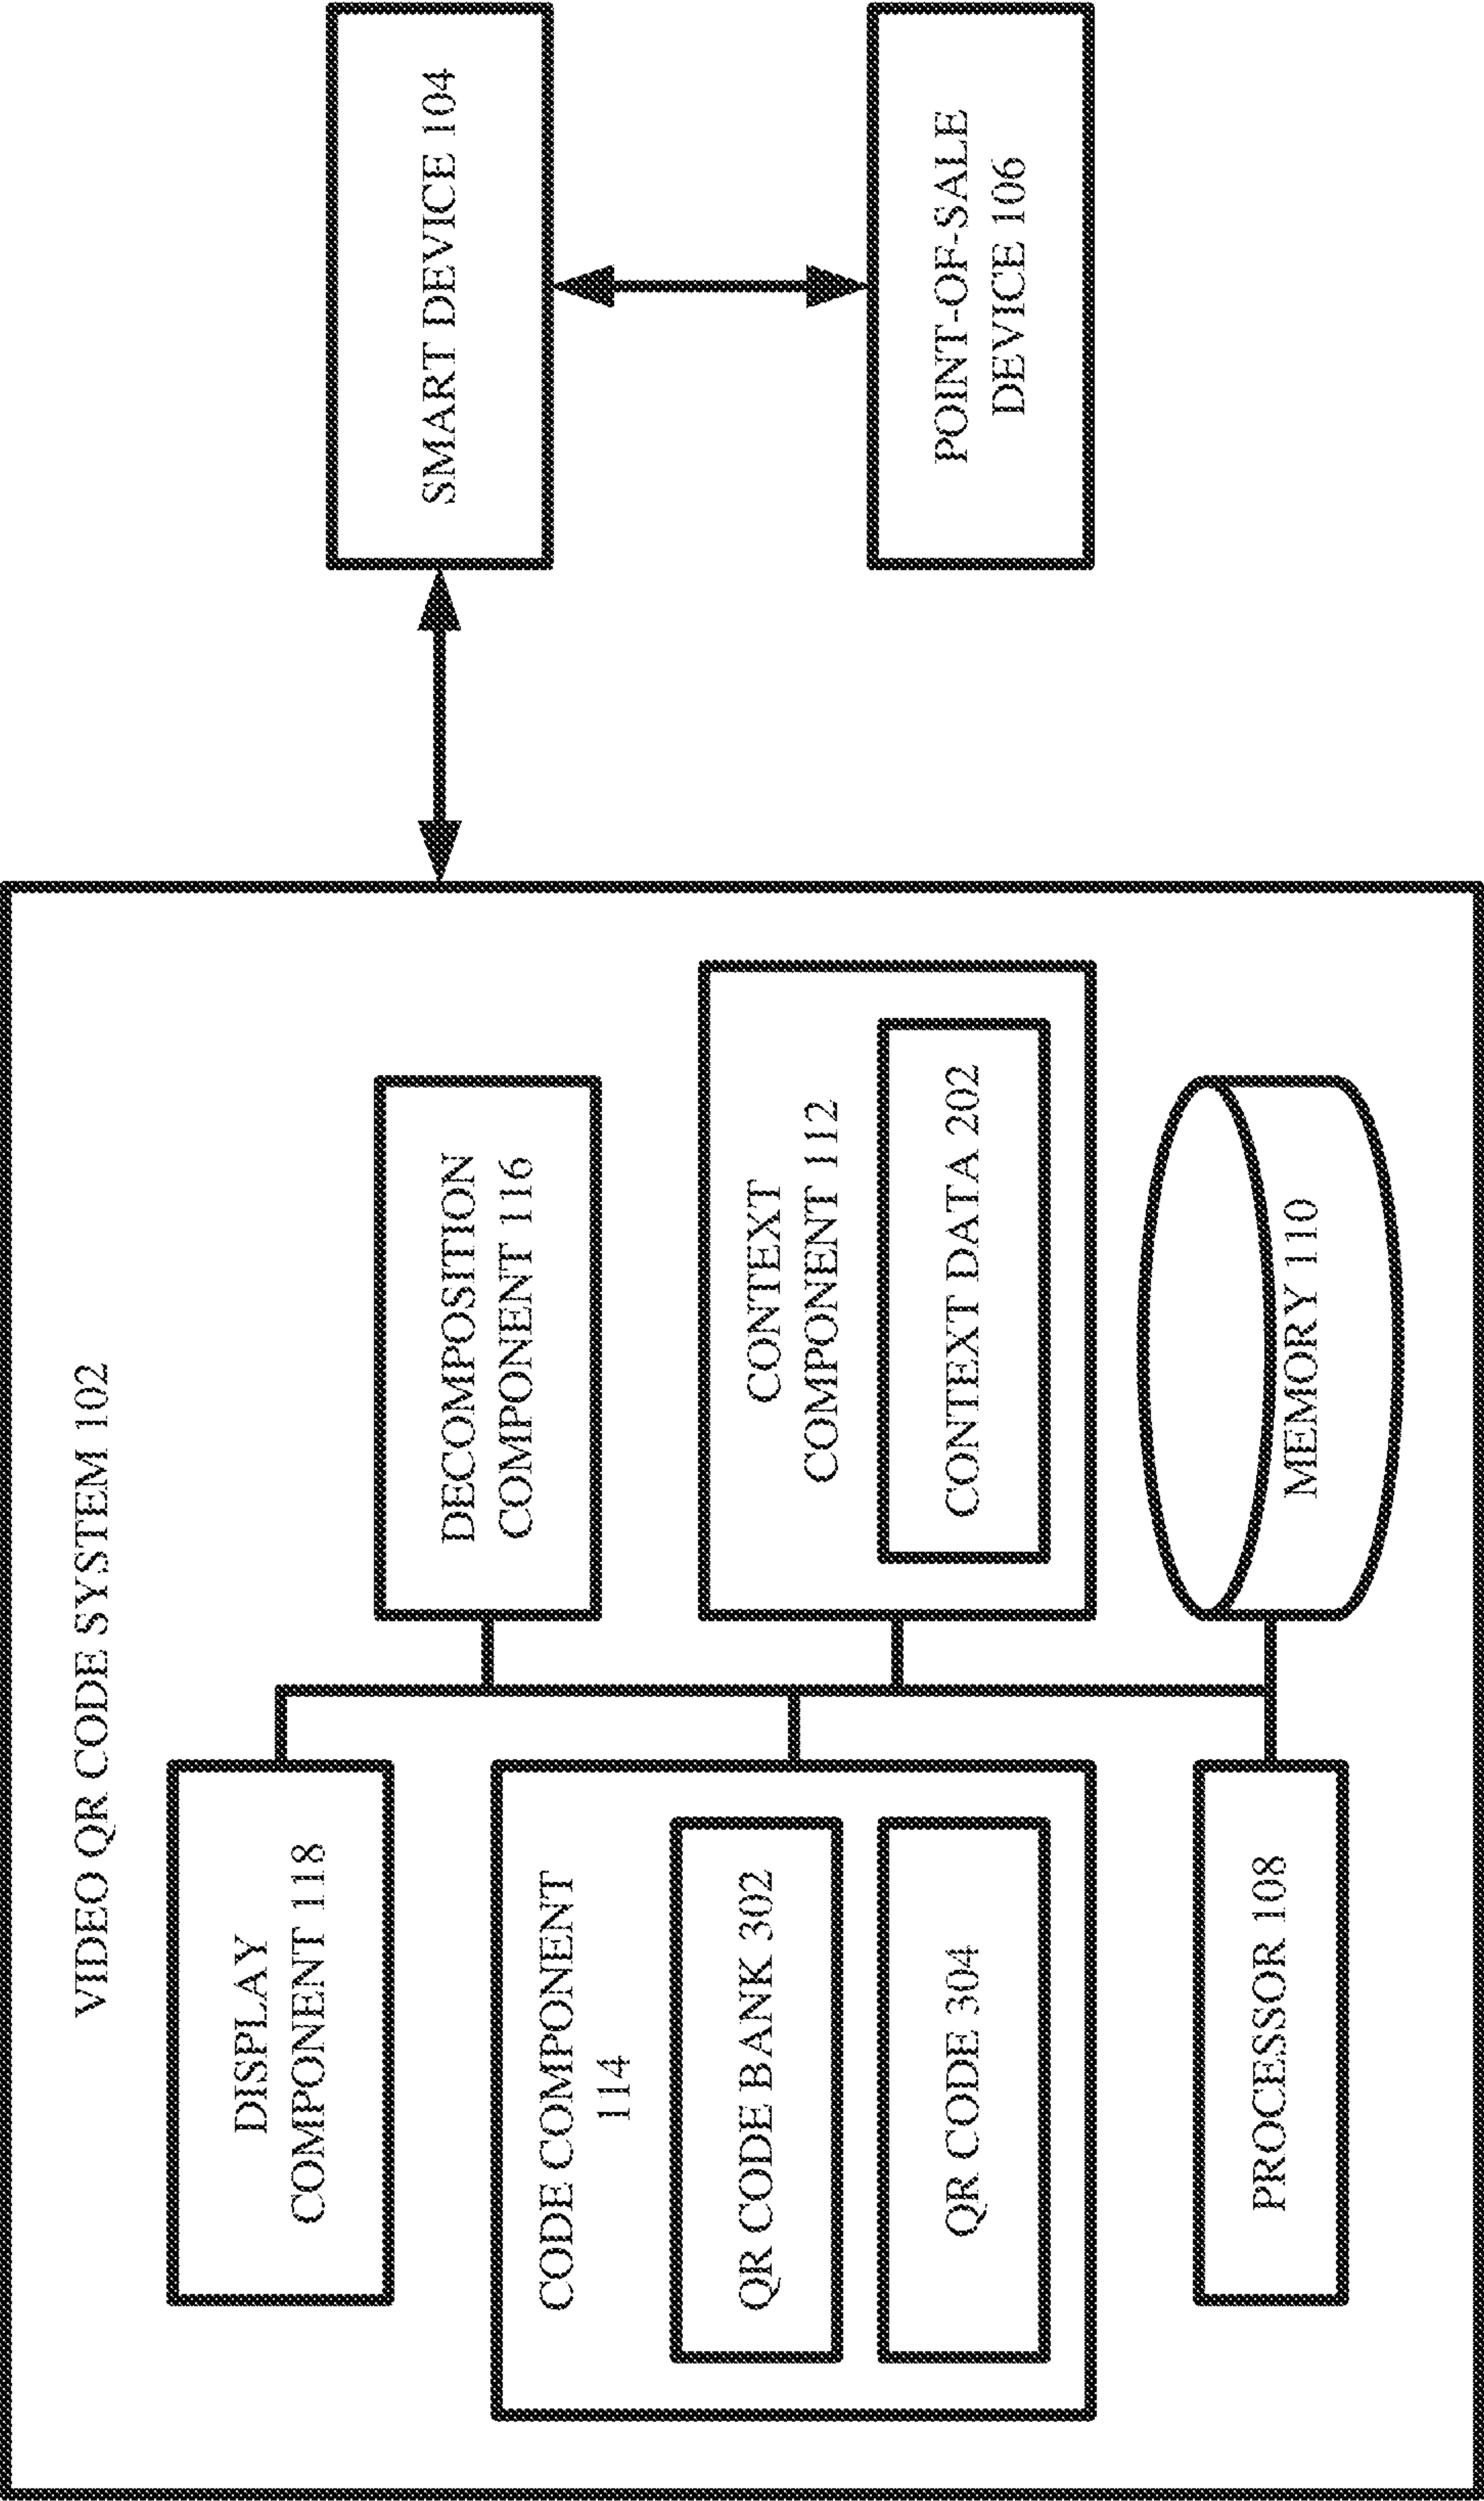 VIDEO QR CODE SYSTEM 102
DISPLAY
COMPONENT 118
DECOMPOSITION
COMPONENT 116
CODE COMPONENT
114
QR CODE BANK 302
QR CODE 304
CONTEXT
COMPONENT 112
CONTEXT DATA 202
PROCESSOR 108
MEMORY 110
SMART DEVICE 104
POINT-OF-SALE
DEVICE 106